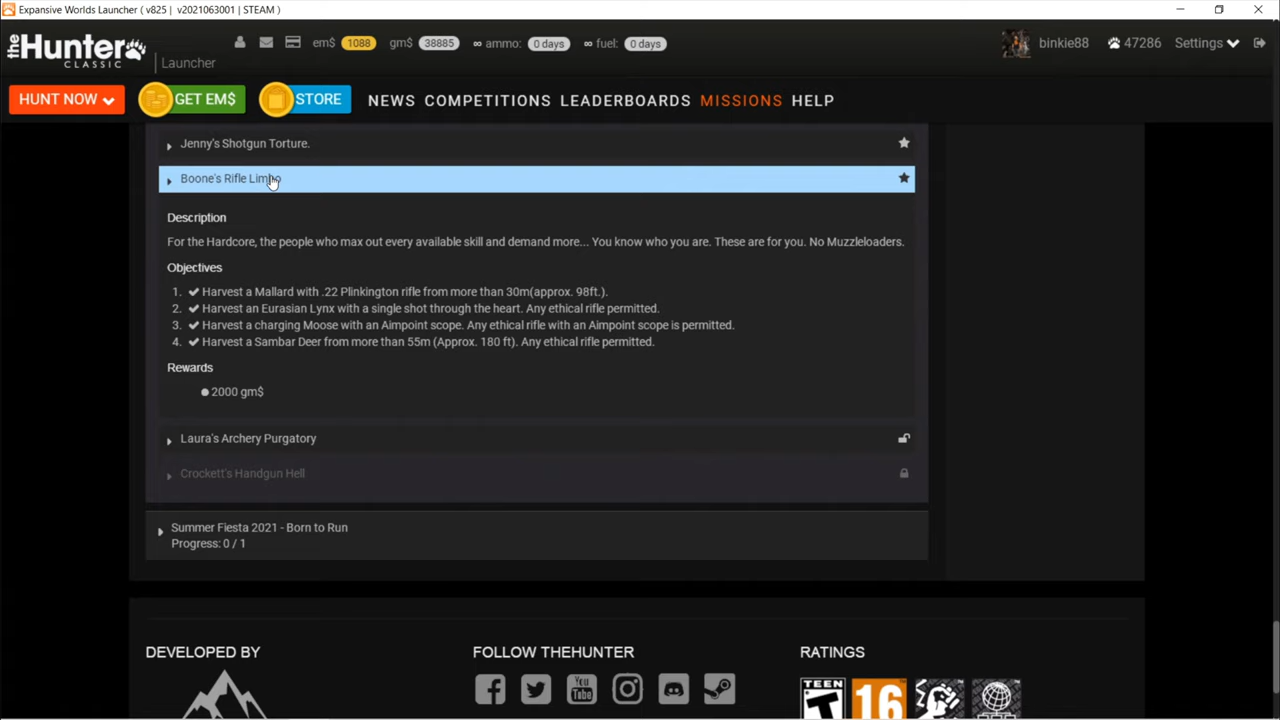 Expansive Worlds Launcher ( v825 | v2021063001 | STEAM )
theHunter CLASSIC
Launcher
em$ 1088 gm$ 38885 ∞ ammo: 0 days ∞ fuel: 0 days
binkie88 47286 Settings
HUNT NOW GET EM$ STORE NEWS COMPETITIONS LEADERBOARDS MISSIONS HELP
Jenny's Shotgun Torture.
Boone's Rifle Limbo
Description
For the Hardcore, the people who max out every available skill and demand more... You know who you are. These are for you. No Muzzleloaders.
Objectives
1. ✔ Harvest a Mallard with .22 Plinkington rifle from more than 30m(approx. 98ft.).
2. ✔ Harvest an Eurasian Lynx with a single shot through the heart. Any ethical rifle permitted.
3. ✔ Harvest a charging Moose with an Aimpoint scope. Any ethical rifle with an Aimpoint scope is permitted.
4. ✔ Harvest a Sambar Deer from more than 55m (Approx. 180 ft). Any ethical rifle permitted.
Rewards
● 2000 gm$
Laura's Archery Purgatory
Crockett's Handgun Hell
Summer Fiesta 2021 - Born to Run
Progress: 0 / 1
DEVELOPED BY FOLLOW THEHUNTER RATINGS
You Tube
TEEN
T 16